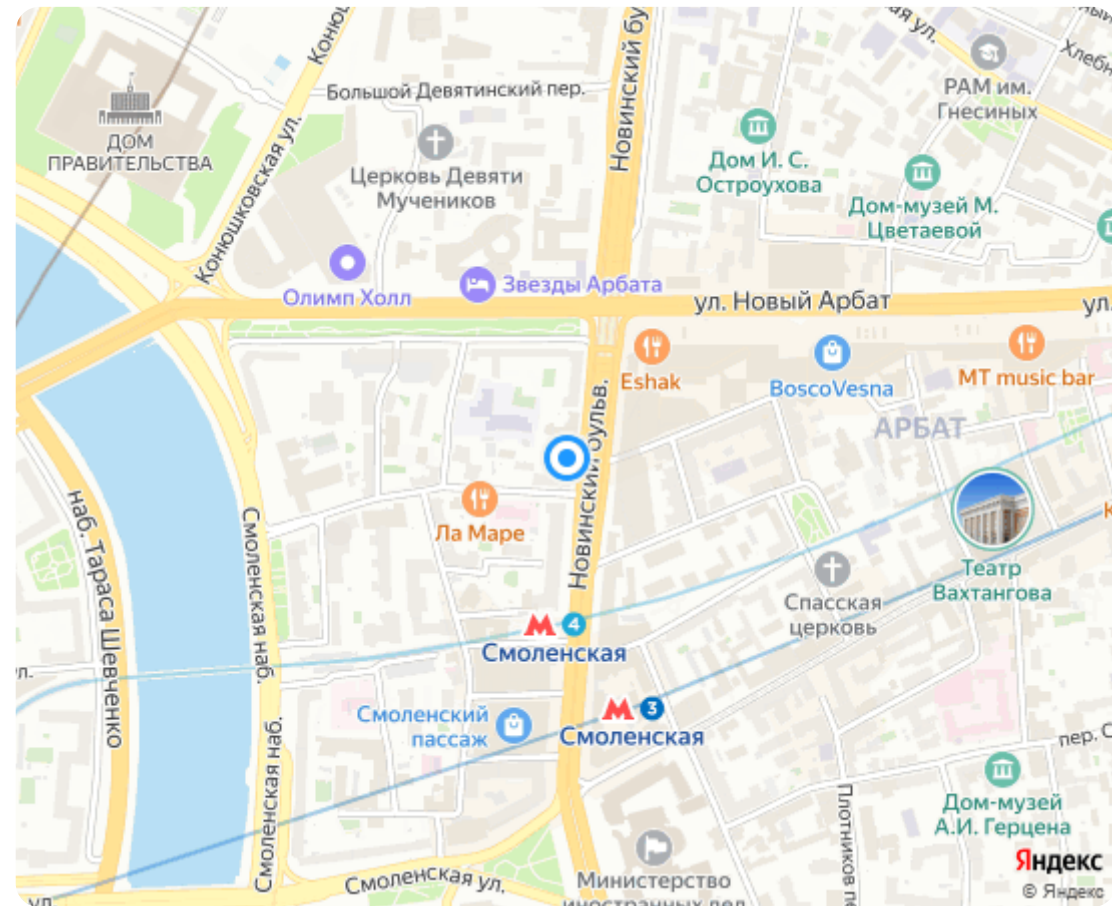 Новинский бу
Конюшковская ул.
Большой Девятинский пер.
РАМ им.
Гнесиных
ДОМ
ПРАВИТЕЛЬСТВА
Церковь Девяти
Мучеников
Дом И. С.
Остроухова
Дом-музей М.
Цветаевой
Олимп Холл
Звезды Арбата
ул. Новый Арбат
ул.
Eshak
BoscoVesna
MT music bar
АРБАТ
Новинский бульв.
Ла Маре
наб. Тараса Шевченко
Смоленская наб.
Театр
Вахтангова
Спасская
церковь
4
Смоленская
3
Смоленская
Смоленский
пассаж
Смоленская наб.
пер. С
Дом-музей
А.И. Герцена
Плотников пе
Смоленская ул.
Министерство
иностранных дел
Яндекс
© Яндекс